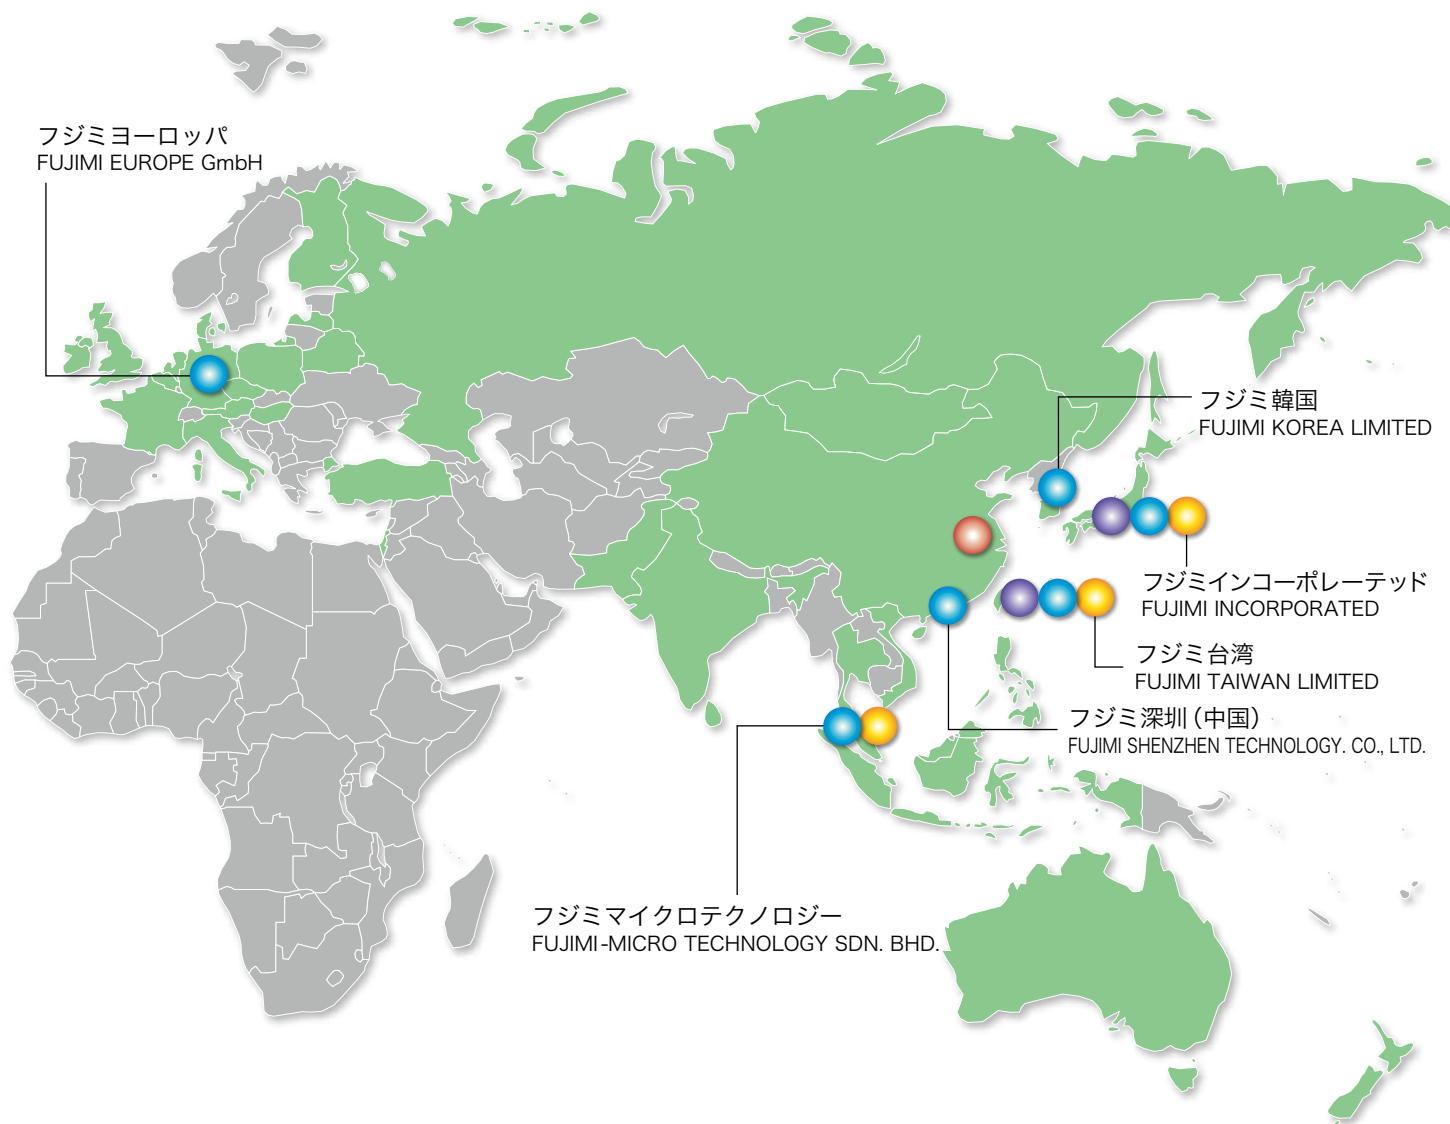 フジミヨーロッパ
FUJIMI EUROPE GmbH
フジミ韓国
FUJIMI KOREA LIMITED
フジミインコーポレーテッド
FUJIMI INCORPORATED
フジミ台湾
FUJIMI TAIWAN LIMITED
フジミ深圳（中国）
FUJIMI SHENZHEN TECHNOLOGY. CO., LTD.
フジミマイクロテクノロジー
FUJIMI-MICRO TECHNOLOGY SDN. BHD.